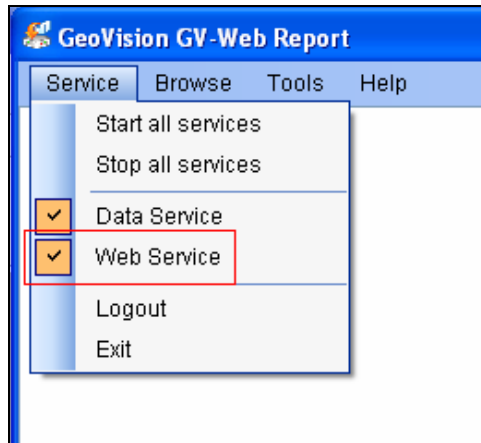 GeoVision GV-Web Report
Service Browse Tools Help
Start all services
Stop all services
Data Service
Web Service
Logout
Exit